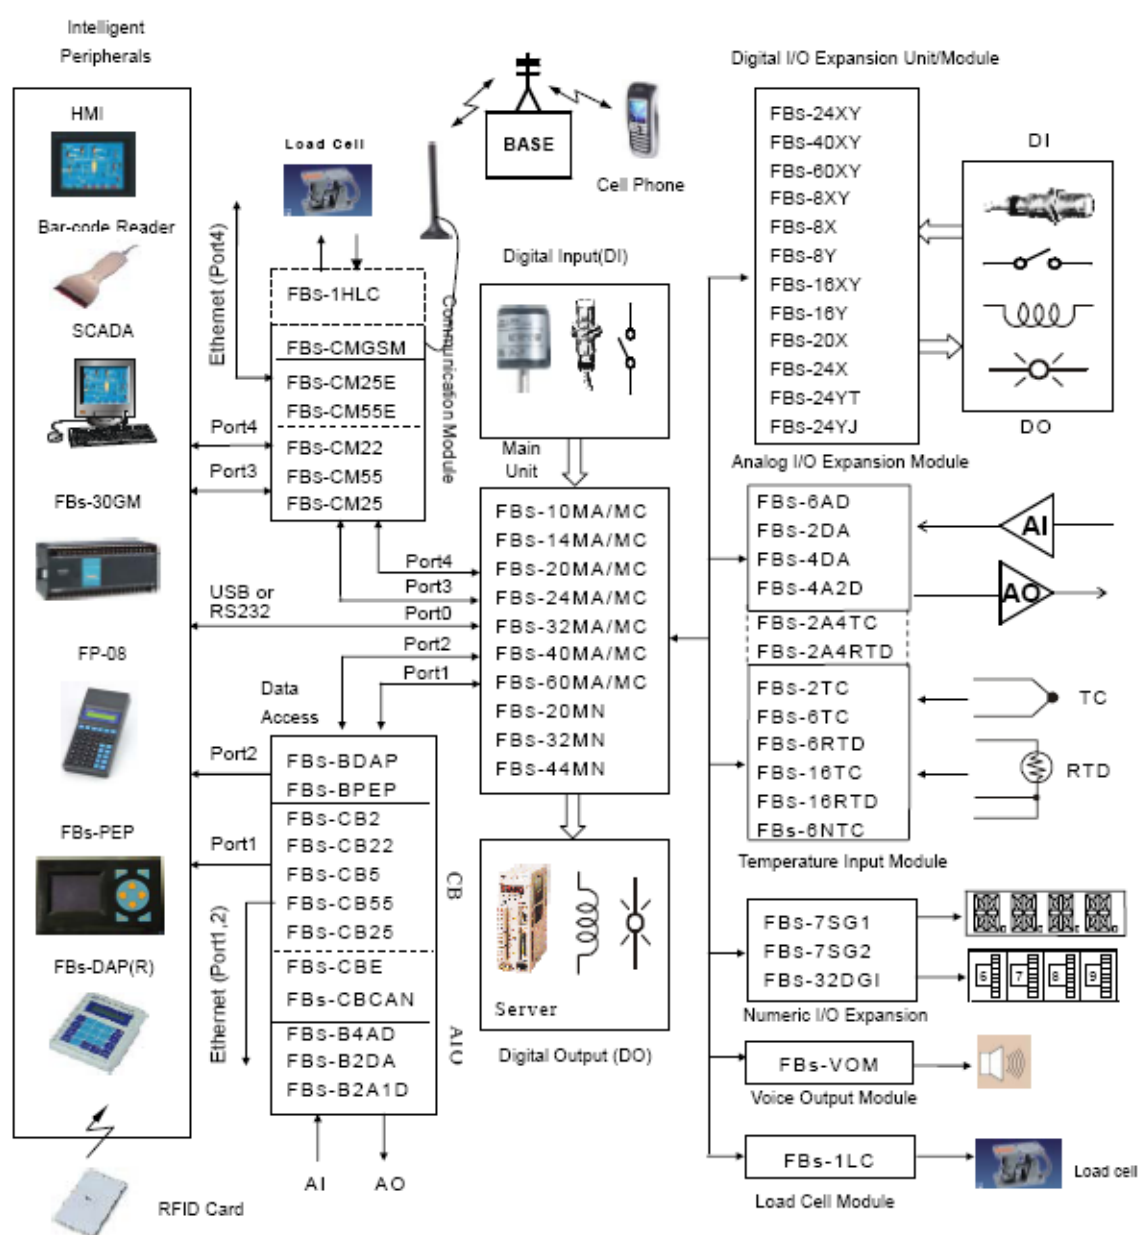 Intelligent
Peripherals
HMI
Bar-code Reader
SCADA
FBs-30GM
FP-08
FBs-PEP
FBs-DAP(R)
RFID Card
Load Cell
Ethernet (Port4)
FBs-1HLC
FBs-CMGSM
FBs-CM25E
FBs-CM55E
FBs-CM22
FBs-CM55
FBs-CM25
Communication Module
Port4
Port3
BASE
Cell Phone
Digital Input(DI)
Main
Unit
FBs-10MA/MC
FBs-14MA/MC
FBs-20MA/MC
FBs-24MA/MC
FBs-32MA/MC
FBs-40MA/MC
FBs-60MA/MC
FBs-20MN
FBs-32MN
FBs-44MN
Port4
Port3
USB or
RS232
Port0
Port2
Port1
Data
Access
Port2
Port1
Ethernet (Port1,2)
FBs-BDAP
FBs-BPEP
FBs-CB2
FBs-CB22
FBs-CB5
FBs-CB55
FBs-CB25
FBs-CBE
FBs-CBCAN
FBs-B4AD
FBs-B2DA
FBs-B2A1D
CB
AIO
AI
AO
Server
Digital Output (DO)
Digital I/O Expansion Unit/Module
FBs-24XY
FBs-40XY
FBs-60XY
FBs-8XY
FBs-8X
FBs-8Y
FBs-16XY
FBs-16Y
FBs-20X
FBs-24X
FBs-24YT
FBs-24YJ
DI
DO
Analog I/O Expansion Module
FBs-6AD
FBs-2DA
FBs-4DA
FBs-4A2D
FBs-2A4TC
FBs-2A4RTD
FBs-2TC
FBs-6TC
FBs-6RTD
FBs-16TC
FBs-16RTD
FBs-6NTC
AI
AO
TC
RTD
Temperature Input Module
FBs-7SG1
FBs-7SG2
FBs-32DGI
6 7 8 9
Numeric I/O Expansion
FBs-VOM
Voice Output Module
FBs-1LC
Load cell
Load Cell Module